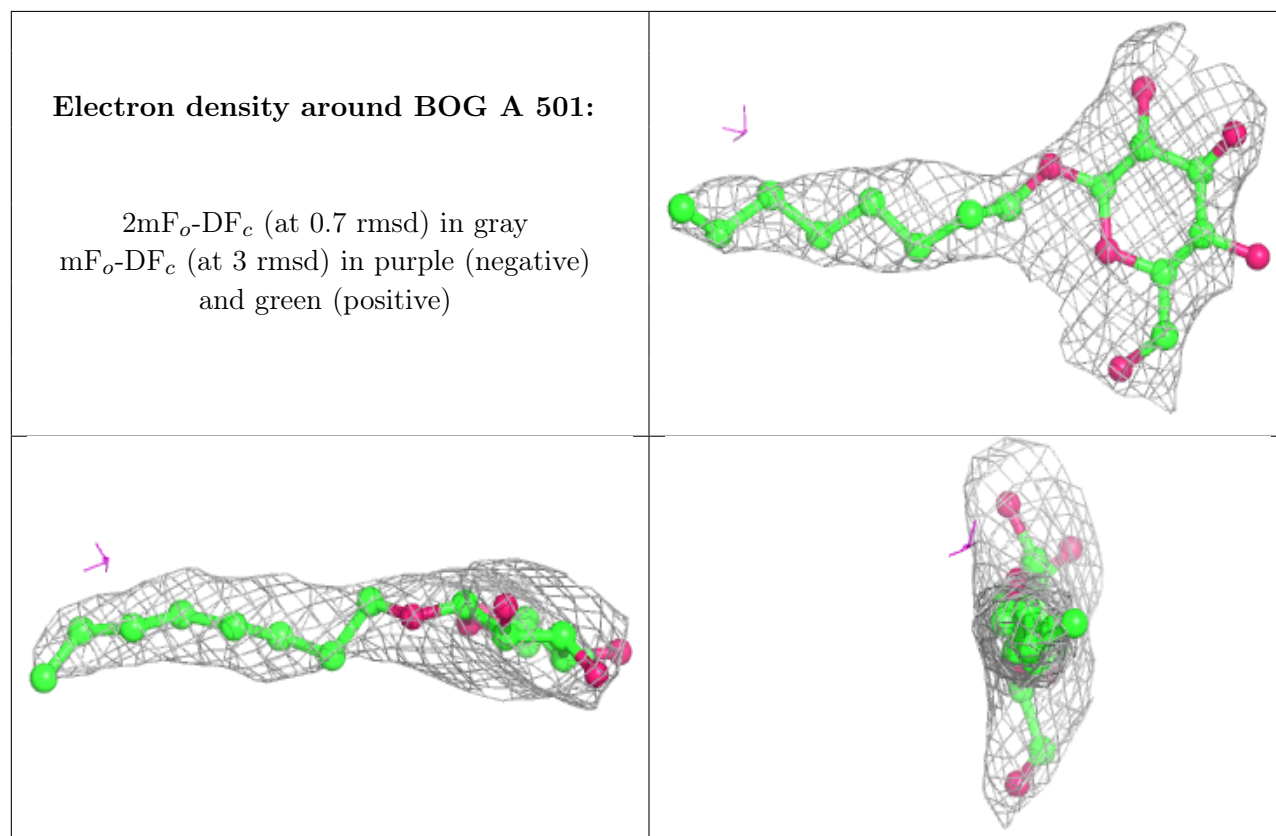 Electron density around BOG A 501:
2mFₒ-DF𝒸 (at 0.7 rmsd) in gray
mFₒ-DF𝒸 (at 3 rmsd) in purple (negative)
and green (positive)